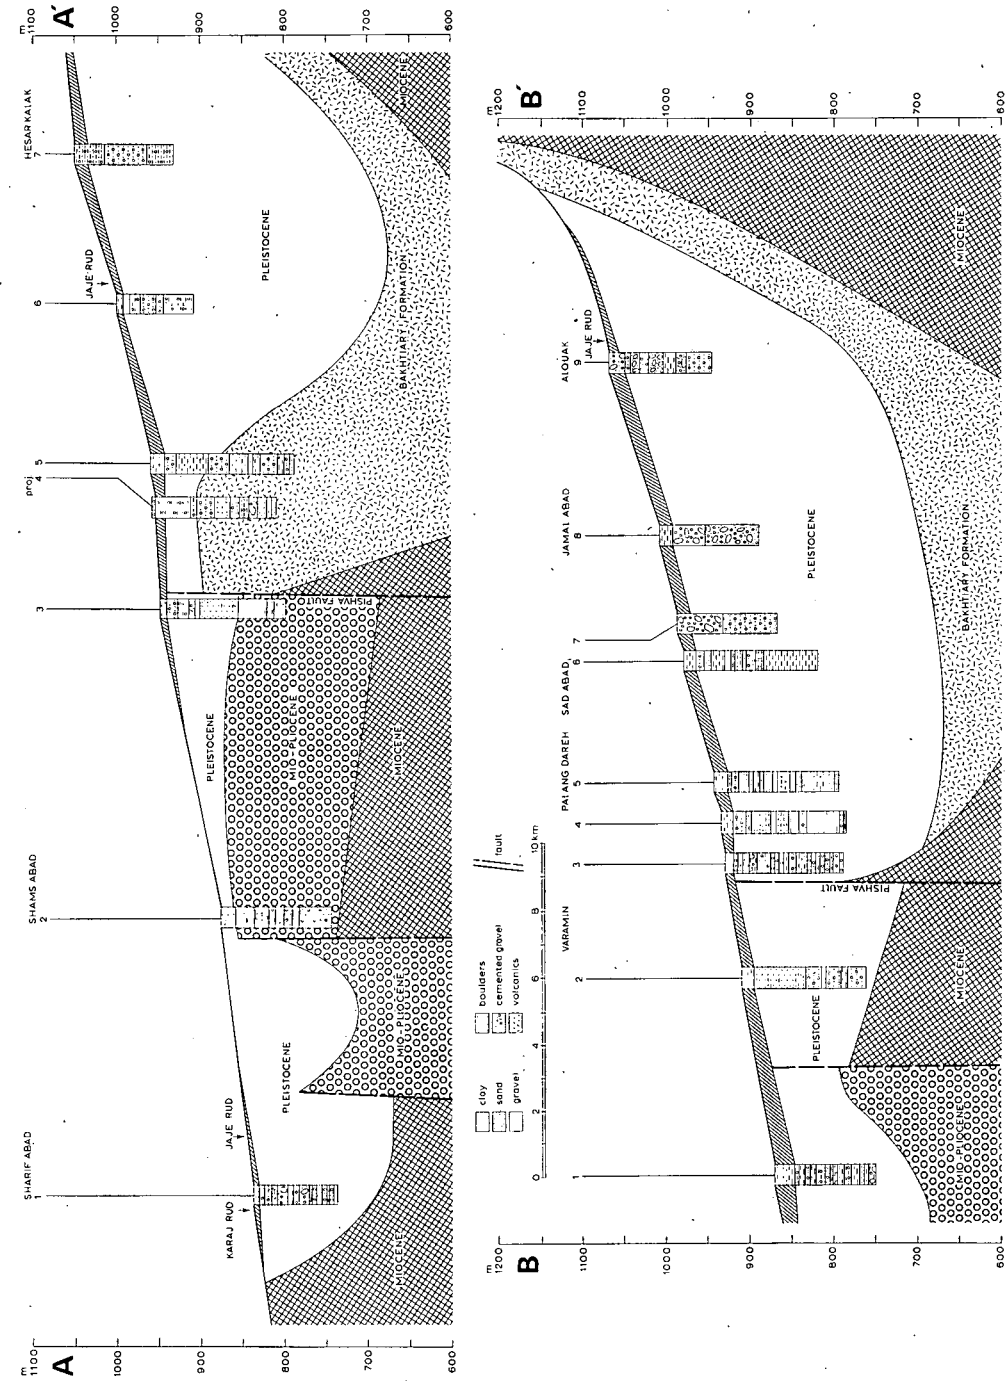 A
A'
m
1100
1000
900
800
700
600
m
1100
1000
900
800
700
600
SHARIF ABAD
1
SHAMS ABAD
2
3
proj.
4
5
6
HESAR KALAK
7
KARAJ RUD
JAJE RUD
JAJE RUD
PLEISTOCENE
PLEISTOCENE
PLEISTOCENE
MIOCENE
MIO-PLIOCENE
MIO-PLIOCENE
MIOCENE
PISHVA FAULT
BAKHTIARY FORMATION
MIOCENE
clay
sand
gravel
boulders
cemented gravel
volcanics
fault
0 2 4 6 8 10 km
B
B'
m
1200
1100
1000
900
800
700
600
m
1200
1100
1000
900
800
700
600
1
VARAMIN
2
3
4
PALANG DAREH
5
SAD ABAD
6
7
JAMAL ABAD
8
ALOUAK
9
JAJE RUD
PLEISTOCENE
PLEISTOCENE
MIO-PLIOCENE
MIOCENE
PISHVA FAULT
BAKHTIARY FORMATION
MIOCENE